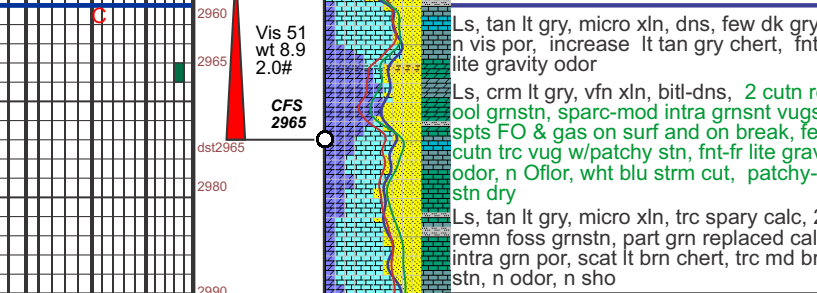 C
2960
2965
dst2965
2980
2990
Vis 51
wt 8.9
2.0#
CFS
2965
Ls, tan lt gry, micro xln, dns, few dk gry
n vis por, increase lt tan gry chert, fnt
lite gravity odor
Ls, crm lt gry, vfn xln, bitl-dns, 2 cutn
ool grnstn, sparc-mod intra grnsnt vugs
spts FO & gas on surf and on break, fe
cutn trc vug w/patchy stn, fnt-fr lite grav
odor, n Oflor, wht blu strm cut, patchy-
stn dry
Ls, tan lt gry, micro xln, trc spary calc, 2
remn foss grnstn, part grn replaced cal
intra grn por, scat lt brn chert, trc md br
stn, n odor, n sho